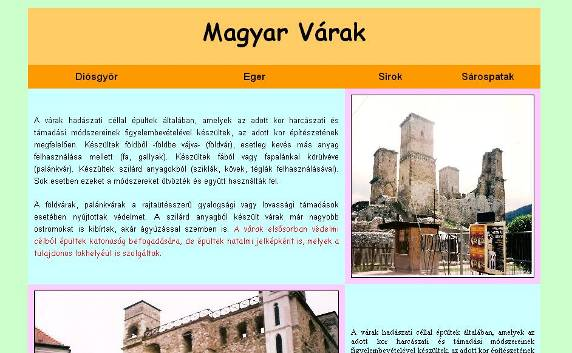 Magyar Várak
Diósgyőr Eger Sirok Sárospatak
A várak hadászati céllal épültek általában, amelyek az adott kor harcászati és
támadási módszereinek figyelembevételével készültek, az adott kor építészetének
megfelelően. Készültek földből -földbe vájva- (földvár), esetleg kevés más anyag
felhasználása mellett (fa, gallyak). Készültek fából vagy fapalánkal körülvéve
(palánkvár). Készültek szilárd anyagokból (sziklák, kövek, téglák felhasználásával).
Sok esetben ezeket a módszereket ötvözték és együtt használták fel.
A földvárak, palánkvárak a rajtaütésszerű gyalogsági vagy lovassági támadások
esetében nyújtottak védelmet. A szilárd anyagból készült várak már nagyobb
ostromokat is kibírtak, akár ágyúzással szemben is. A várak elsősorban védelmi
célból épültek katonaság befogadására, de épültek hatalmi jelképként is, melyek a
tulajdonos lakhelyéül is szolgáltak.
A várak hadászati céllal épültek általában, amelyek az
adott kor harcászati és támadási módszereinek
figyelembevételével készültek, az adott kor építészetének